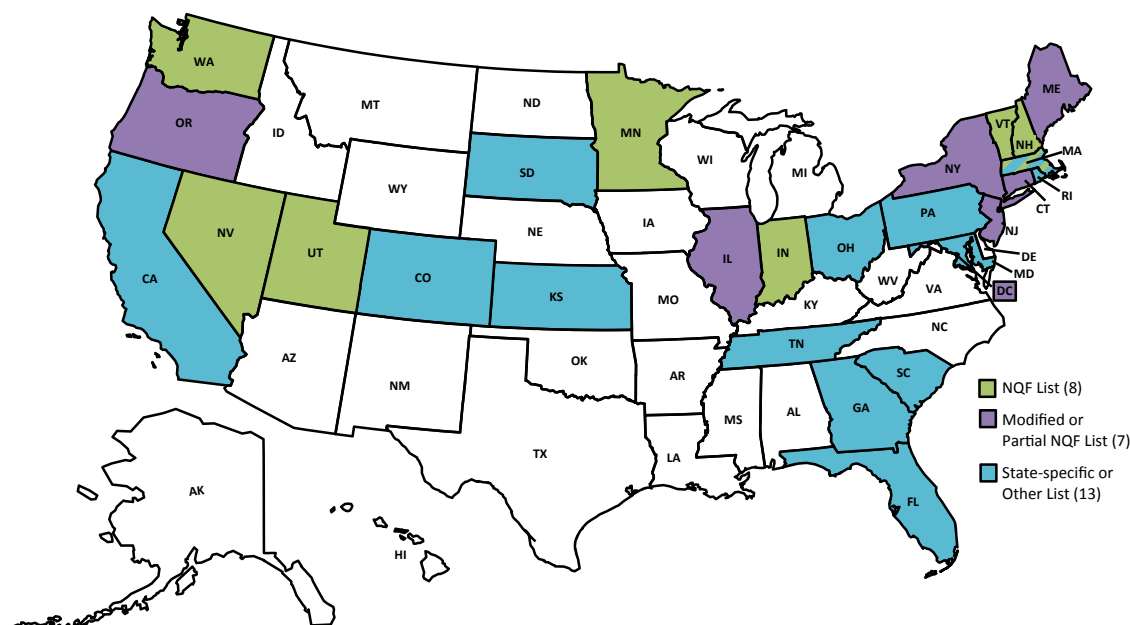 WA
MT
ND
MN
OR
ID
SD
WI
MI
WY
IA
NE
NV
UT
CO
CA
KS
MO
IL
IN
OH
PA
NY
VT
NH
ME
MA
RI
CT
NJ
DE
MD
DC
WV
VA
KY
NC
TN
SC
GA
AZ
NM
OK
AR
MS
AL
LA
TX
FL
AK
HI
NQF List (8)
Modified or
Partial NQF List (7)
State-specific or
Other List (13)